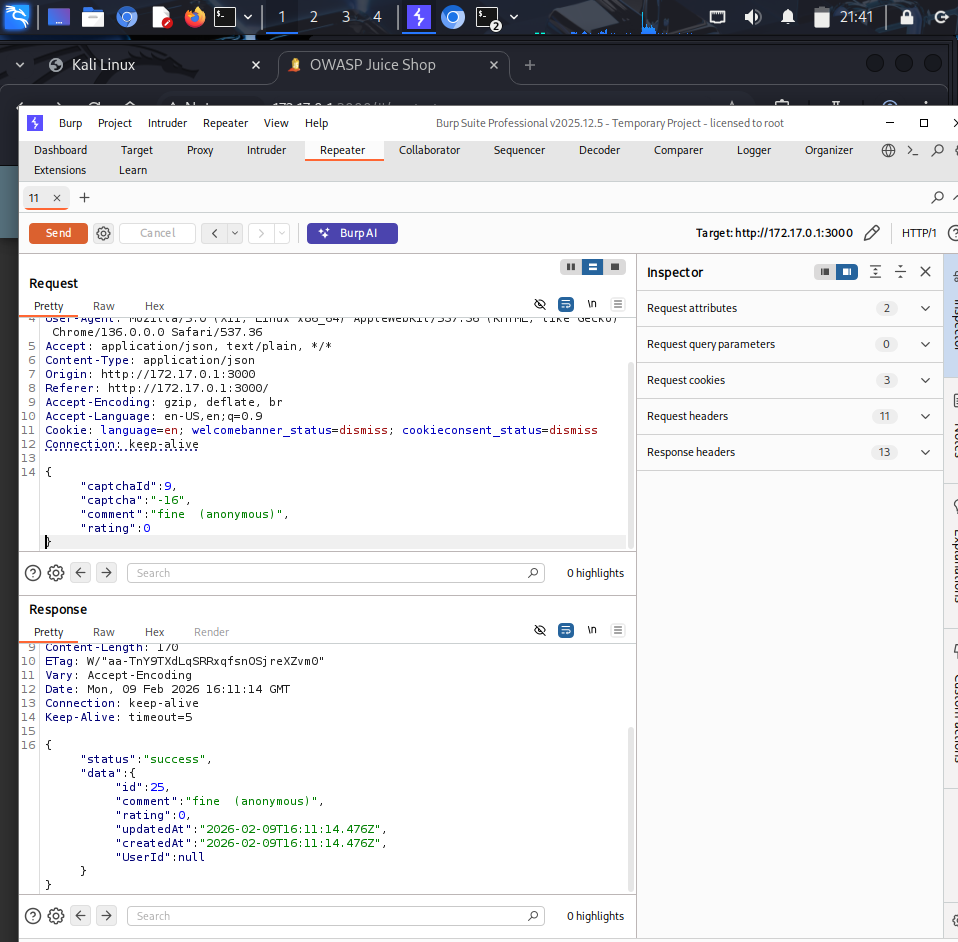 1 2 3 4 2 21:41
Kali Linux OWASP Juice Shop
Burp Project Intruder Repeater View Help Burp Suite Professional v2025.12.5 - Temporary Project - licensed to root
Dashboard Target Proxy Intruder Repeater Collaborator Sequencer Decoder Comparer Logger Organizer
Extensions Learn
11
Send Cancel Burp AI Target: http://172.17.0.1:3000 HTTP/1
Request
Pretty Raw Hex \n
4 User-Agent: Mozilla/5.0 (X11; Linux x86_64) AppleWebKit/537.36 (KHTML, like Gecko)
Chrome/136.0.0.0 Safari/537.36
5 Accept: application/json, text/plain, */*
6 Content-Type: application/json
7 Origin: http://172.17.0.1:3000
8 Referer: http://172.17.0.1:3000/
9 Accept-Encoding: gzip, deflate, br
10 Accept-Language: en-US,en;q=0.9
11 Cookie: language=en; welcomebanner_status=dismiss; cookieconsent_status=dismiss
12 Connection: keep-alive
13
14 {
"captchaId":9,
"captcha":"-16",
"comment":"fine  (anonymous)",
"rating":0
}
Search 0 highlights
Response
Pretty Raw Hex Render \n
9 Content-Length: 170
10 ETag: W/"aa-TnY9TXdLqSRRxqfsnOSjreXZvm0"
11 Vary: Accept-Encoding
12 Date: Mon, 09 Feb 2026 16:11:14 GMT
13 Connection: keep-alive
14 Keep-Alive: timeout=5
15
16 {
"status":"success",
"data":{
"id":25,
"comment":"fine  (anonymous)",
"rating":0,
"updatedAt":"2026-02-09T16:11:14.476Z",
"createdAt":"2026-02-09T16:11:14.476Z",
"UserId":null
}
}
Search 0 highlights
Inspector
Request attributes 2
Request query parameters 0
Request cookies 3
Request headers 11
Response headers 13
Inspector
Notes
Explanations
Custom actions